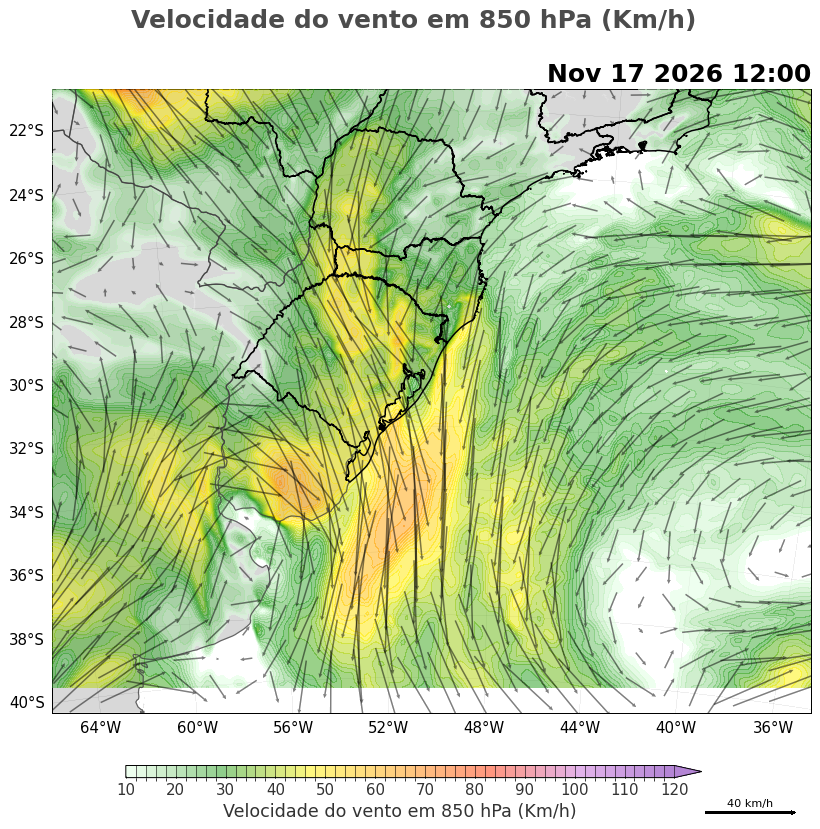 Velocidade do vento em 850 hPa (Km/h)
Nov 17 2026 12:00
22°S
24°S
26°S
28°S
30°S
32°S
34°S
36°S
38°S
40°S
64°W 60°W 56°W 52°W 48°W 44°W 40°W 36°W
10 20 30 40 50 60 70 80 90 100 110 120
40 km/h
Velocidade do vento em 850 hPa (Km/h)